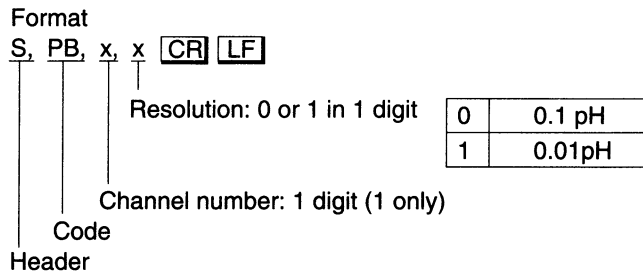 Format
S, PB, x, x CR LF
Resolution: 0 or 1 in 1 digit
0 0.1 pH
1 0.01pH
Channel number: 1 digit (1 only)
Code
Header